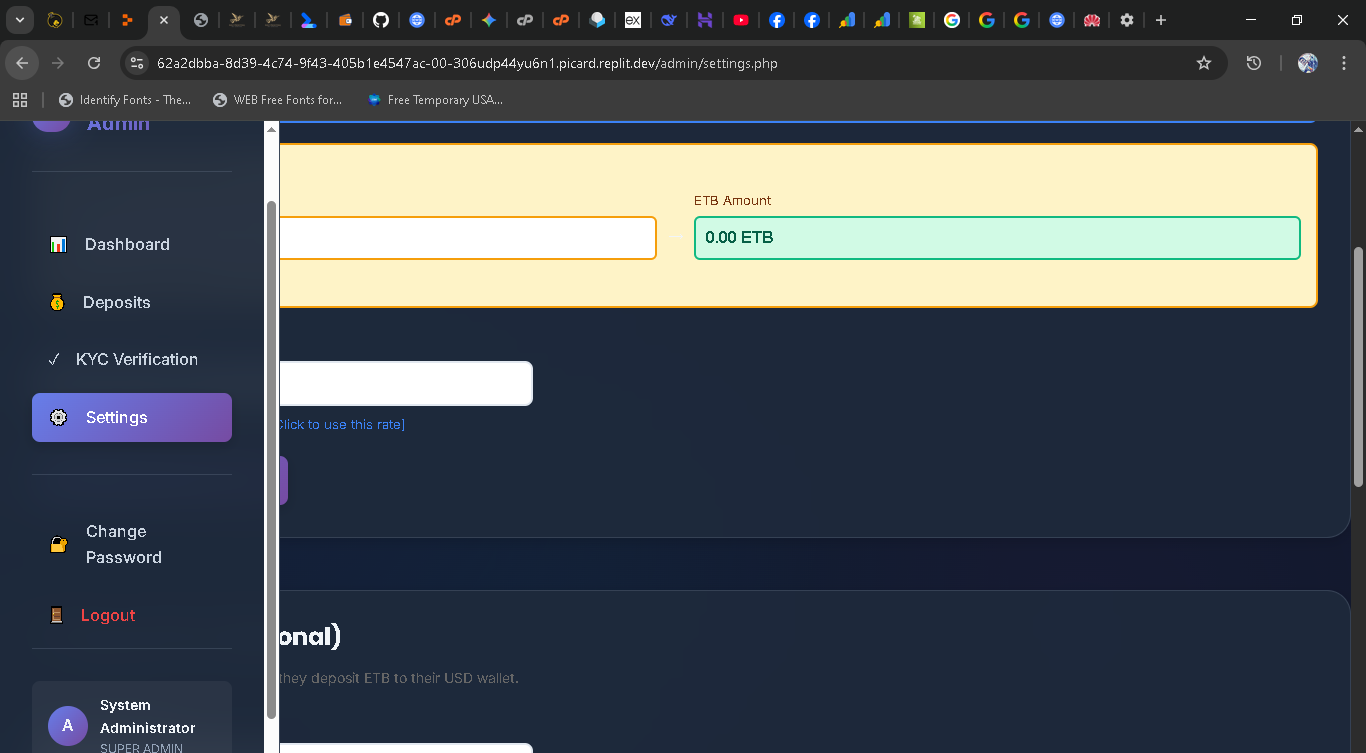 62a2dbba-8d39-4c74-9f43-405b1e4547ac-00-306udp44yu6n1.picard.replit.dev/admin/settings.php
Identify Fonts - The...
WEB Free Fonts for...
Free Temporary USA...
Admin
Dashboard
Deposits
KYC Verification
Settings
Change
Password
Logout
A
System
Administrator
SUPER ADMIN
ETB Amount
0.00 ETB
Click to use this rate]
onal)
they deposit ETB to their USD wallet.